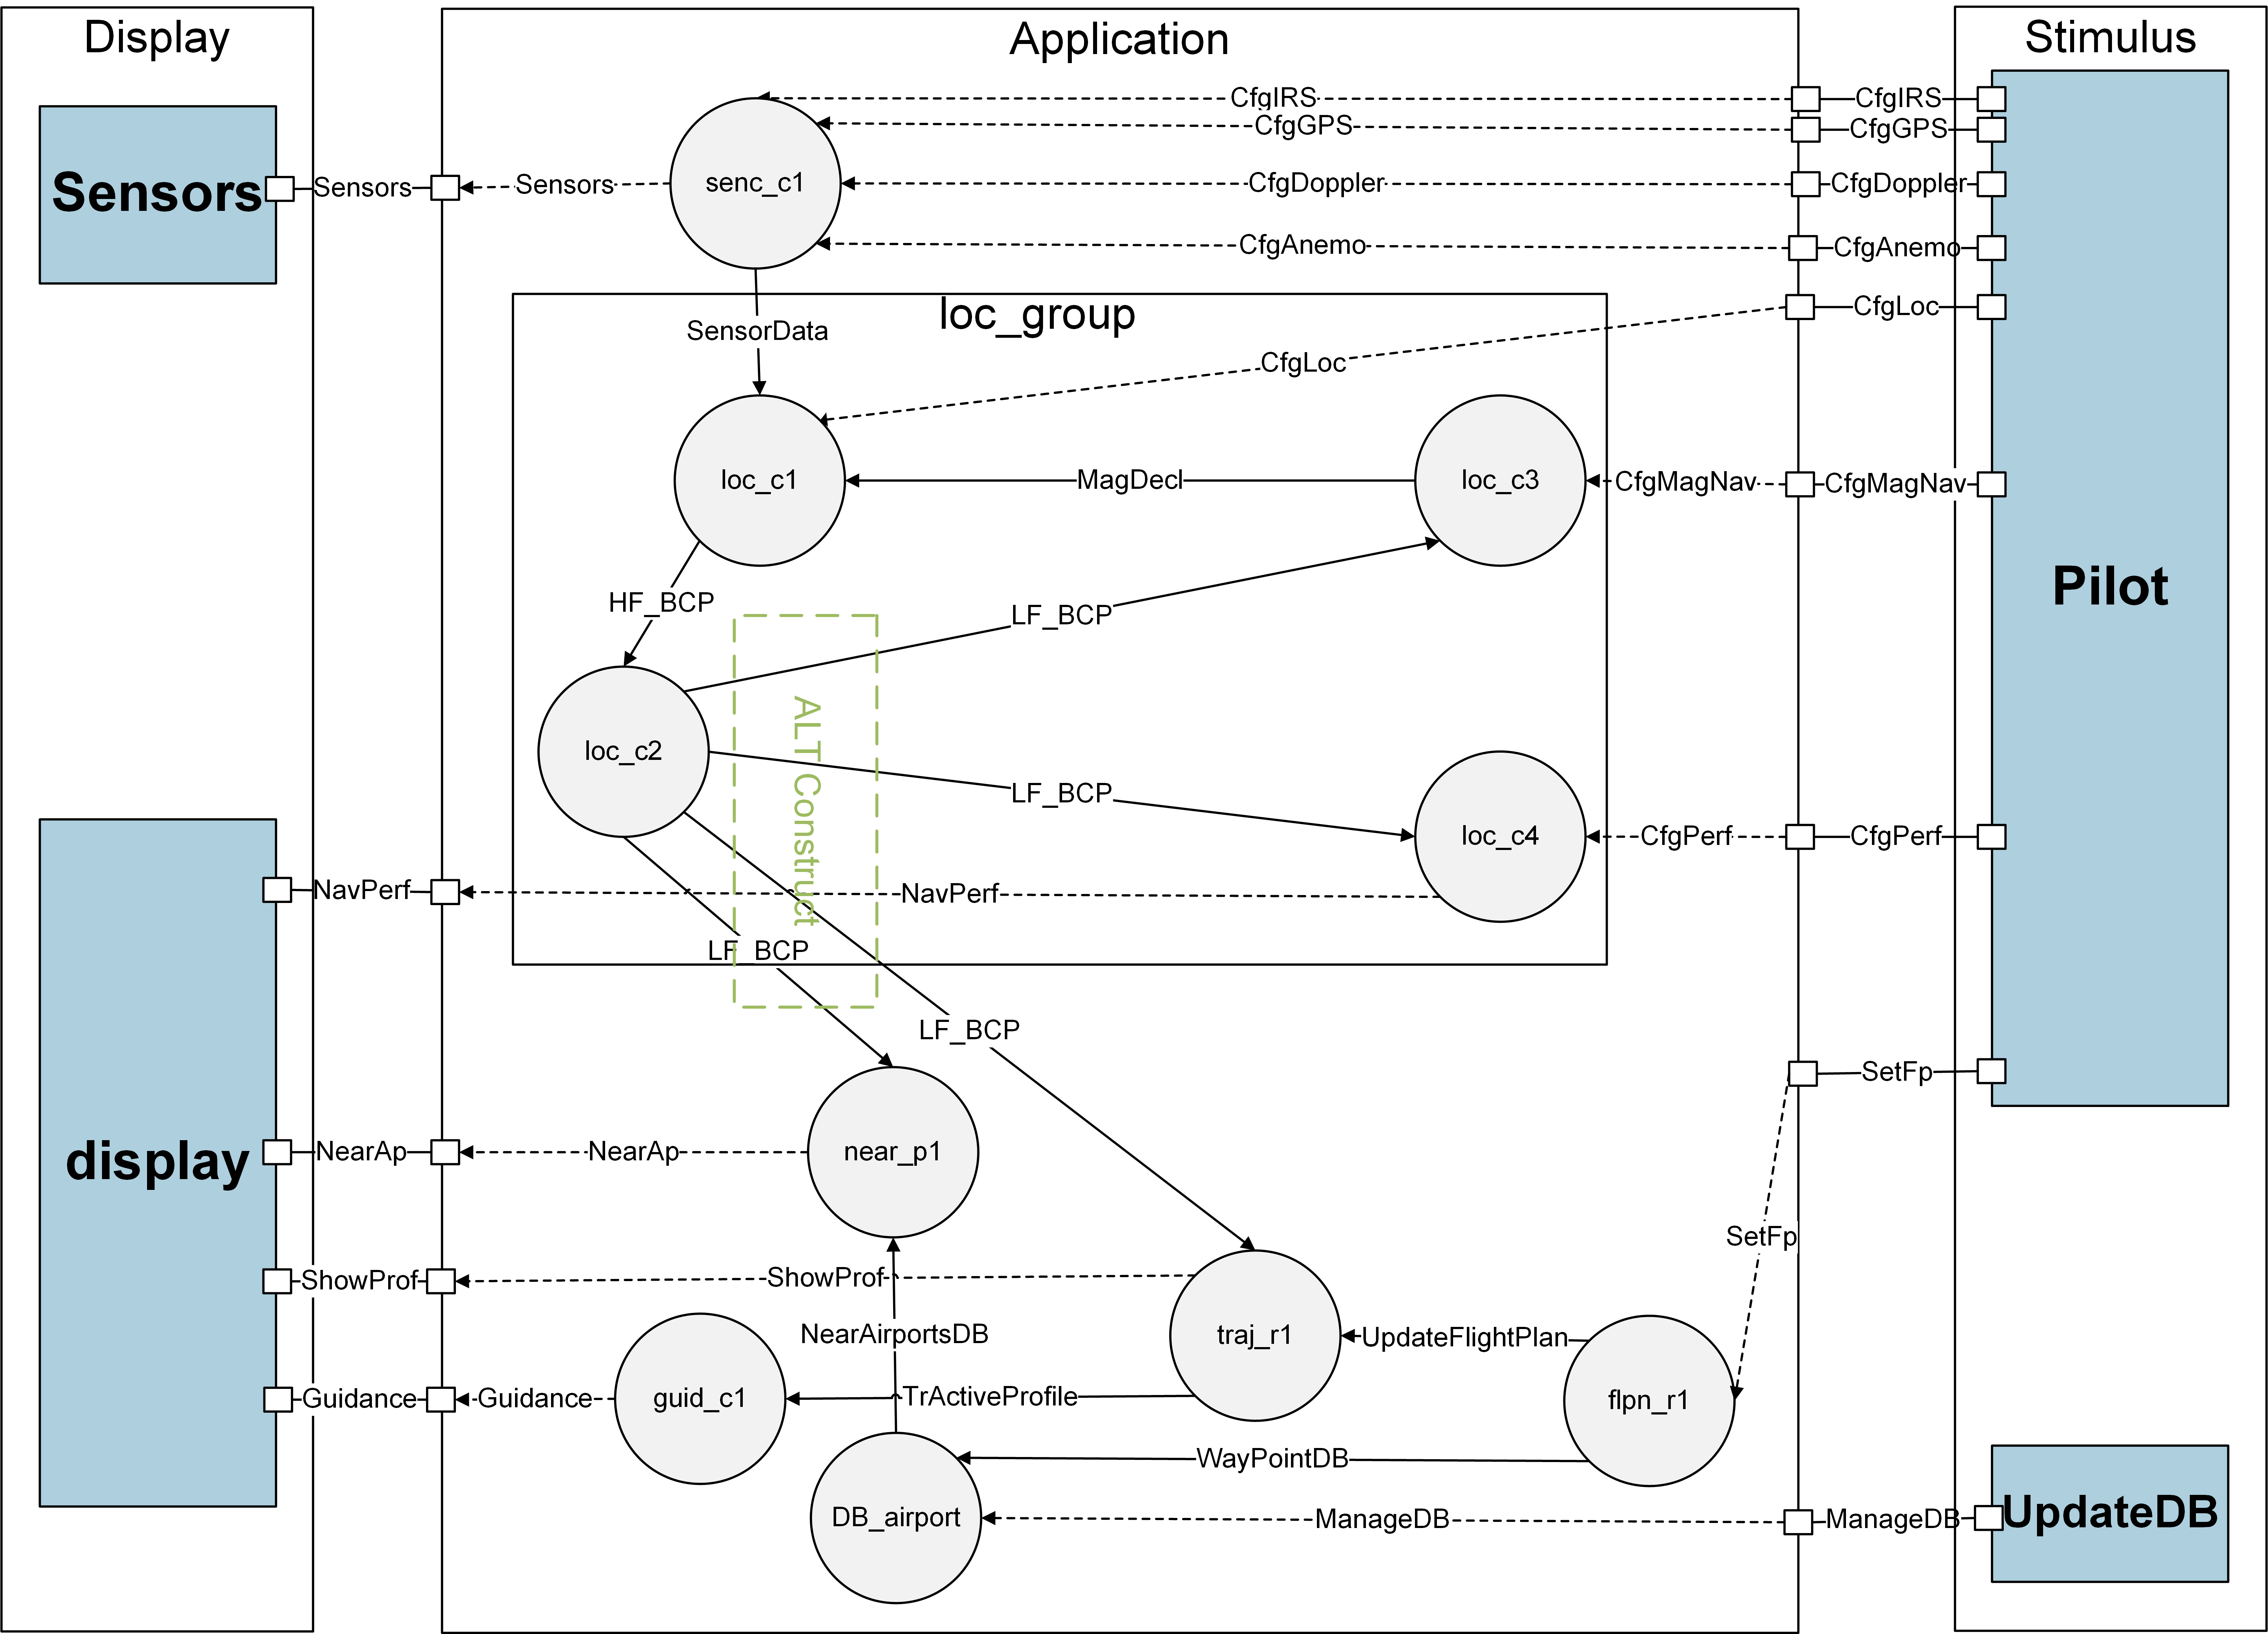 Display
Application
Stimulus
CfgIRS
CfgIRS
CfgGPS
CfgGPS
Sensors
Sensors
Sensors
senc_c1
CfgDoppler
CfgDoppler
CfgAnemo
CfgAnemo
loc_group
SensorData
CfgLoc
CfgLoc
loc_c1
MagDecl
loc_c3
CfgMagNav
CfgMagNav
Pilot
HF_BCP
LF_BCP
ALT Construct
loc_c2
LF_BCP
loc_c4
CfgPerf
CfgPerf
NavPerf
NavPerf
LF_BCP
LF_BCP
SetFp
display
NearAp
NearAp
near_p1
SetFp
ShowProf
ShowProf
NearAirportsDB
traj_r1
UpdateFlightPlan
Guidance
Guidance
guid_c1
TrActiveProfile
flpn_r1
WayPointDB
DB_airport
ManageDB
ManageDB
UpdateDB